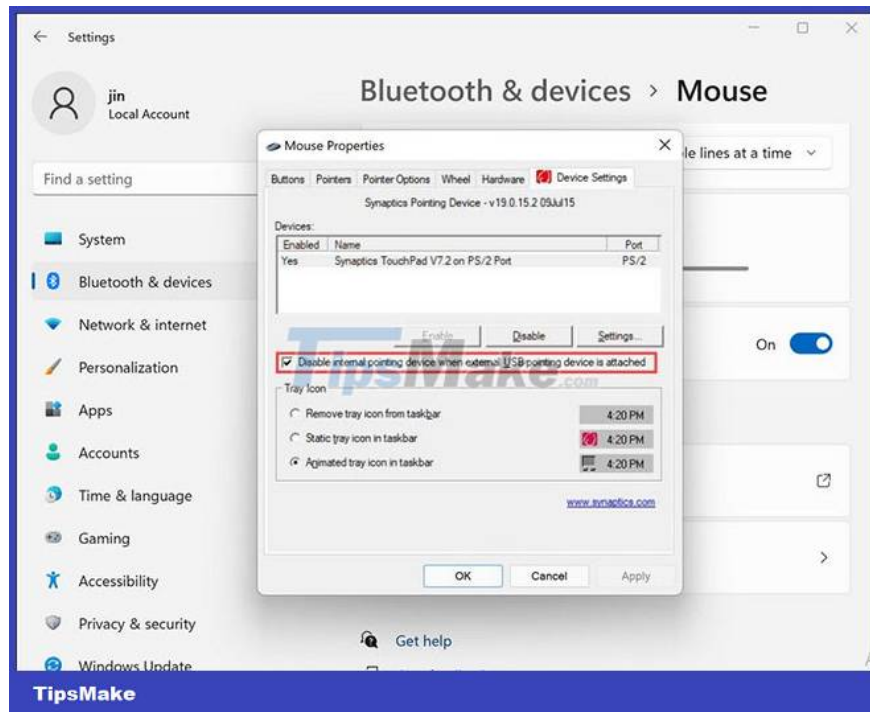 Settings
jin
Local Account
Find a setting
System
Bluetooth & devices
Network & internet
Personalization
Apps
Accounts
Time & language
Gaming
Accessibility
Privacy & security
Windows Update
Bluetooth & devices > Mouse
le lines at a time
On
Get help
Mouse Properties
Buttons Pointers Pointer Options Wheel Hardware Device Settings
Synaptics Pointing Device - v19.0.15.2 09Jul15
Devices:
Enabled Name Port
Yes Synaptics TouchPad V7.2 on PS/2 Port PS/2
Enable Disable Settings...
Disable internal pointing device when external USB pointing device is attached
Tray Icon
Remove tray icon from taskbar 4:20 PM
Static tray icon in taskbar 4:20 PM
Animated tray icon in taskbar 4:20 PM
www.synaptics.com
OK Cancel Apply
TipsMake.com
TipsMake